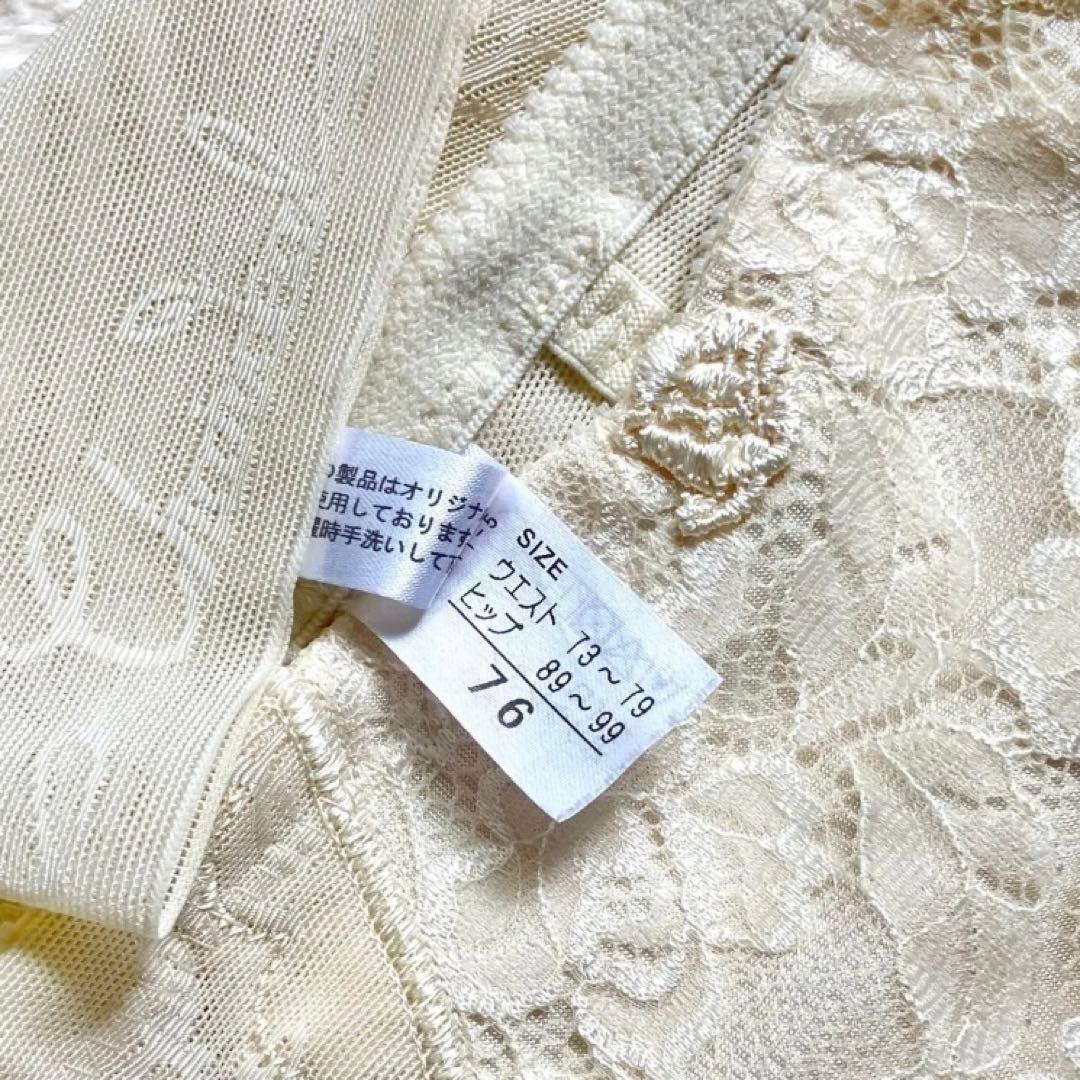 製品はオリジナ
使用しております
時手洗いして下
SIZE
ウエスト 73～79
ヒップ 89～99
76